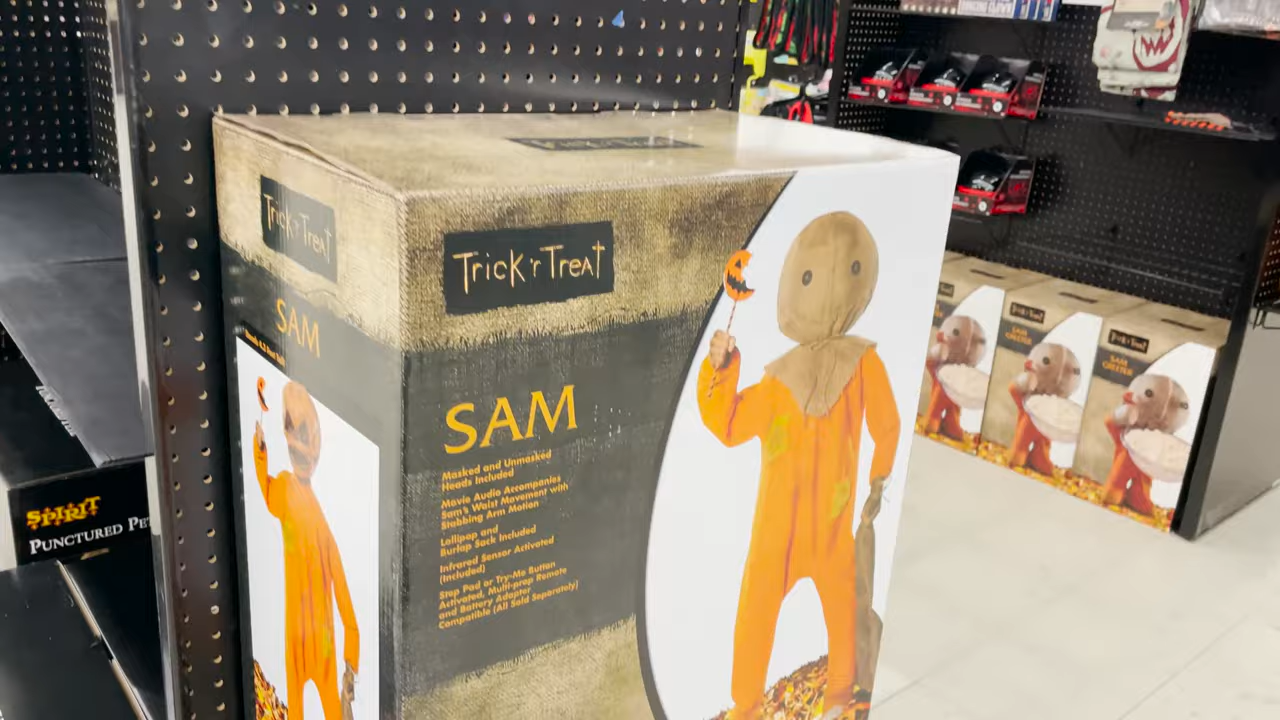 Trick 'r Treat
SAM
Trick 'r Treat
SAM
Masked and Unmasked
Heads Included
Movie Audio Accompanies
Sam's Waist Movement with
Stabbing Arm Motion
Lollipop and
Burlap Sack Included
Infrared Sensor Activated
(Included)
Step Pad or Try-Me Button
Activated, Multi-prop Remote
and Battery Adapter
Compatible (All Sold Separately)
SPIRIT
PUNCTURED
Trick 'r Treat
SAM
GREETER
Trick 'r Treat
SAM
GREETER